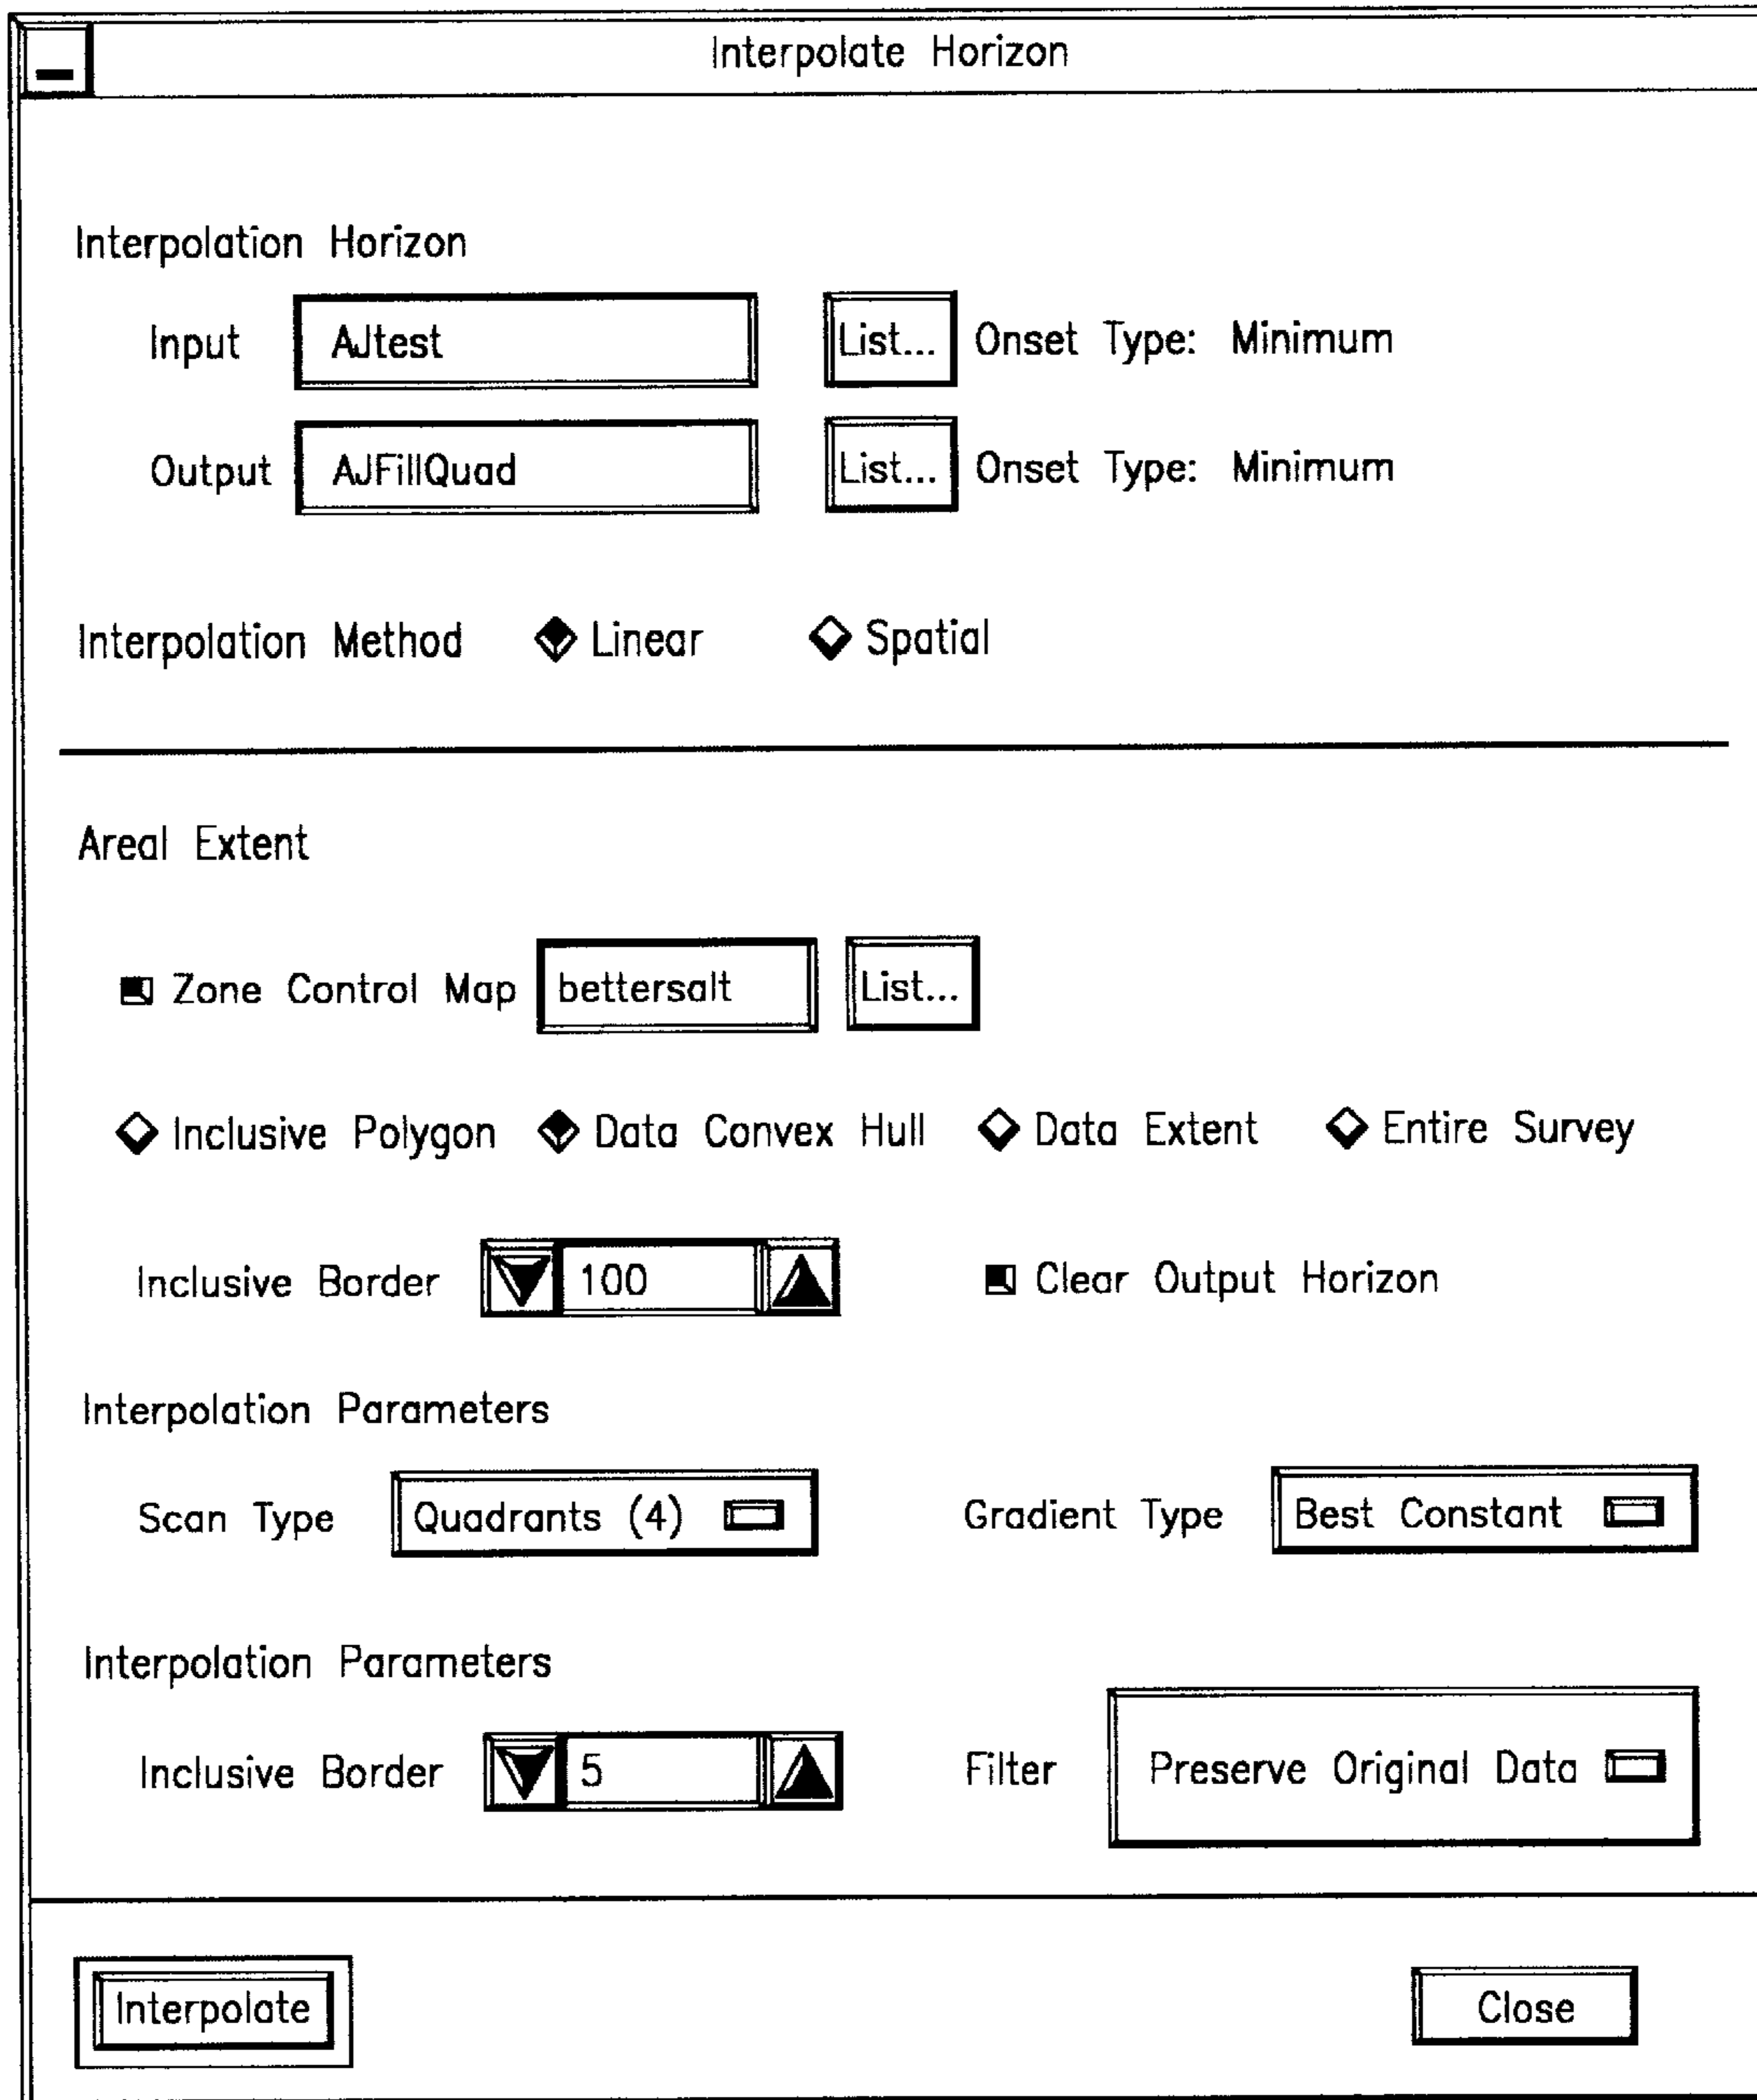 Interpolate Horizon
Interpolation Horizon
Input AJtest List... Onset Type: Minimum
Output AJFillQuad List... Onset Type: Minimum
Interpolation Method Linear Spatial
Areal Extent
Zone Control Map bettersalt List...
Inclusive Polygon Data Convex Hull Data Extent Entire Survey
Inclusive Border 100 Clear Output Horizon
Interpolation Parameters
Scan Type Quadrants (4) Gradient Type Best Constant
Interpolation Parameters
Inclusive Border 5 Filter Preserve Original Data
Interpolate Close